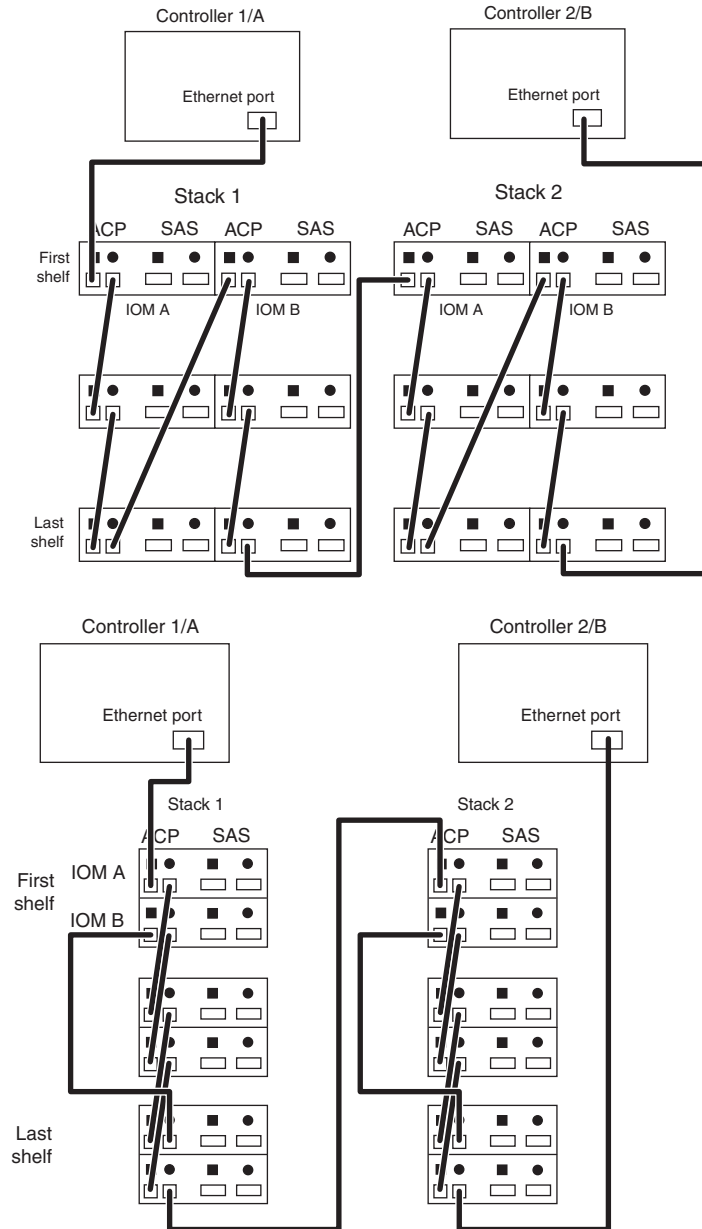 Controller 1/A
Controller 2/B
Ethernet port
Ethernet port
Stack 1
Stack 2
ACP SAS ACP SAS
ACP SAS ACP SAS
First
shelf
IOM A
IOM B
IOM A
IOM B
Last
shelf
Controller 1/A
Controller 2/B
Ethernet port
Ethernet port
Stack 1
Stack 2
ACP SAS
ACP SAS
First
shelf
IOM A
IOM B
Last
shelf